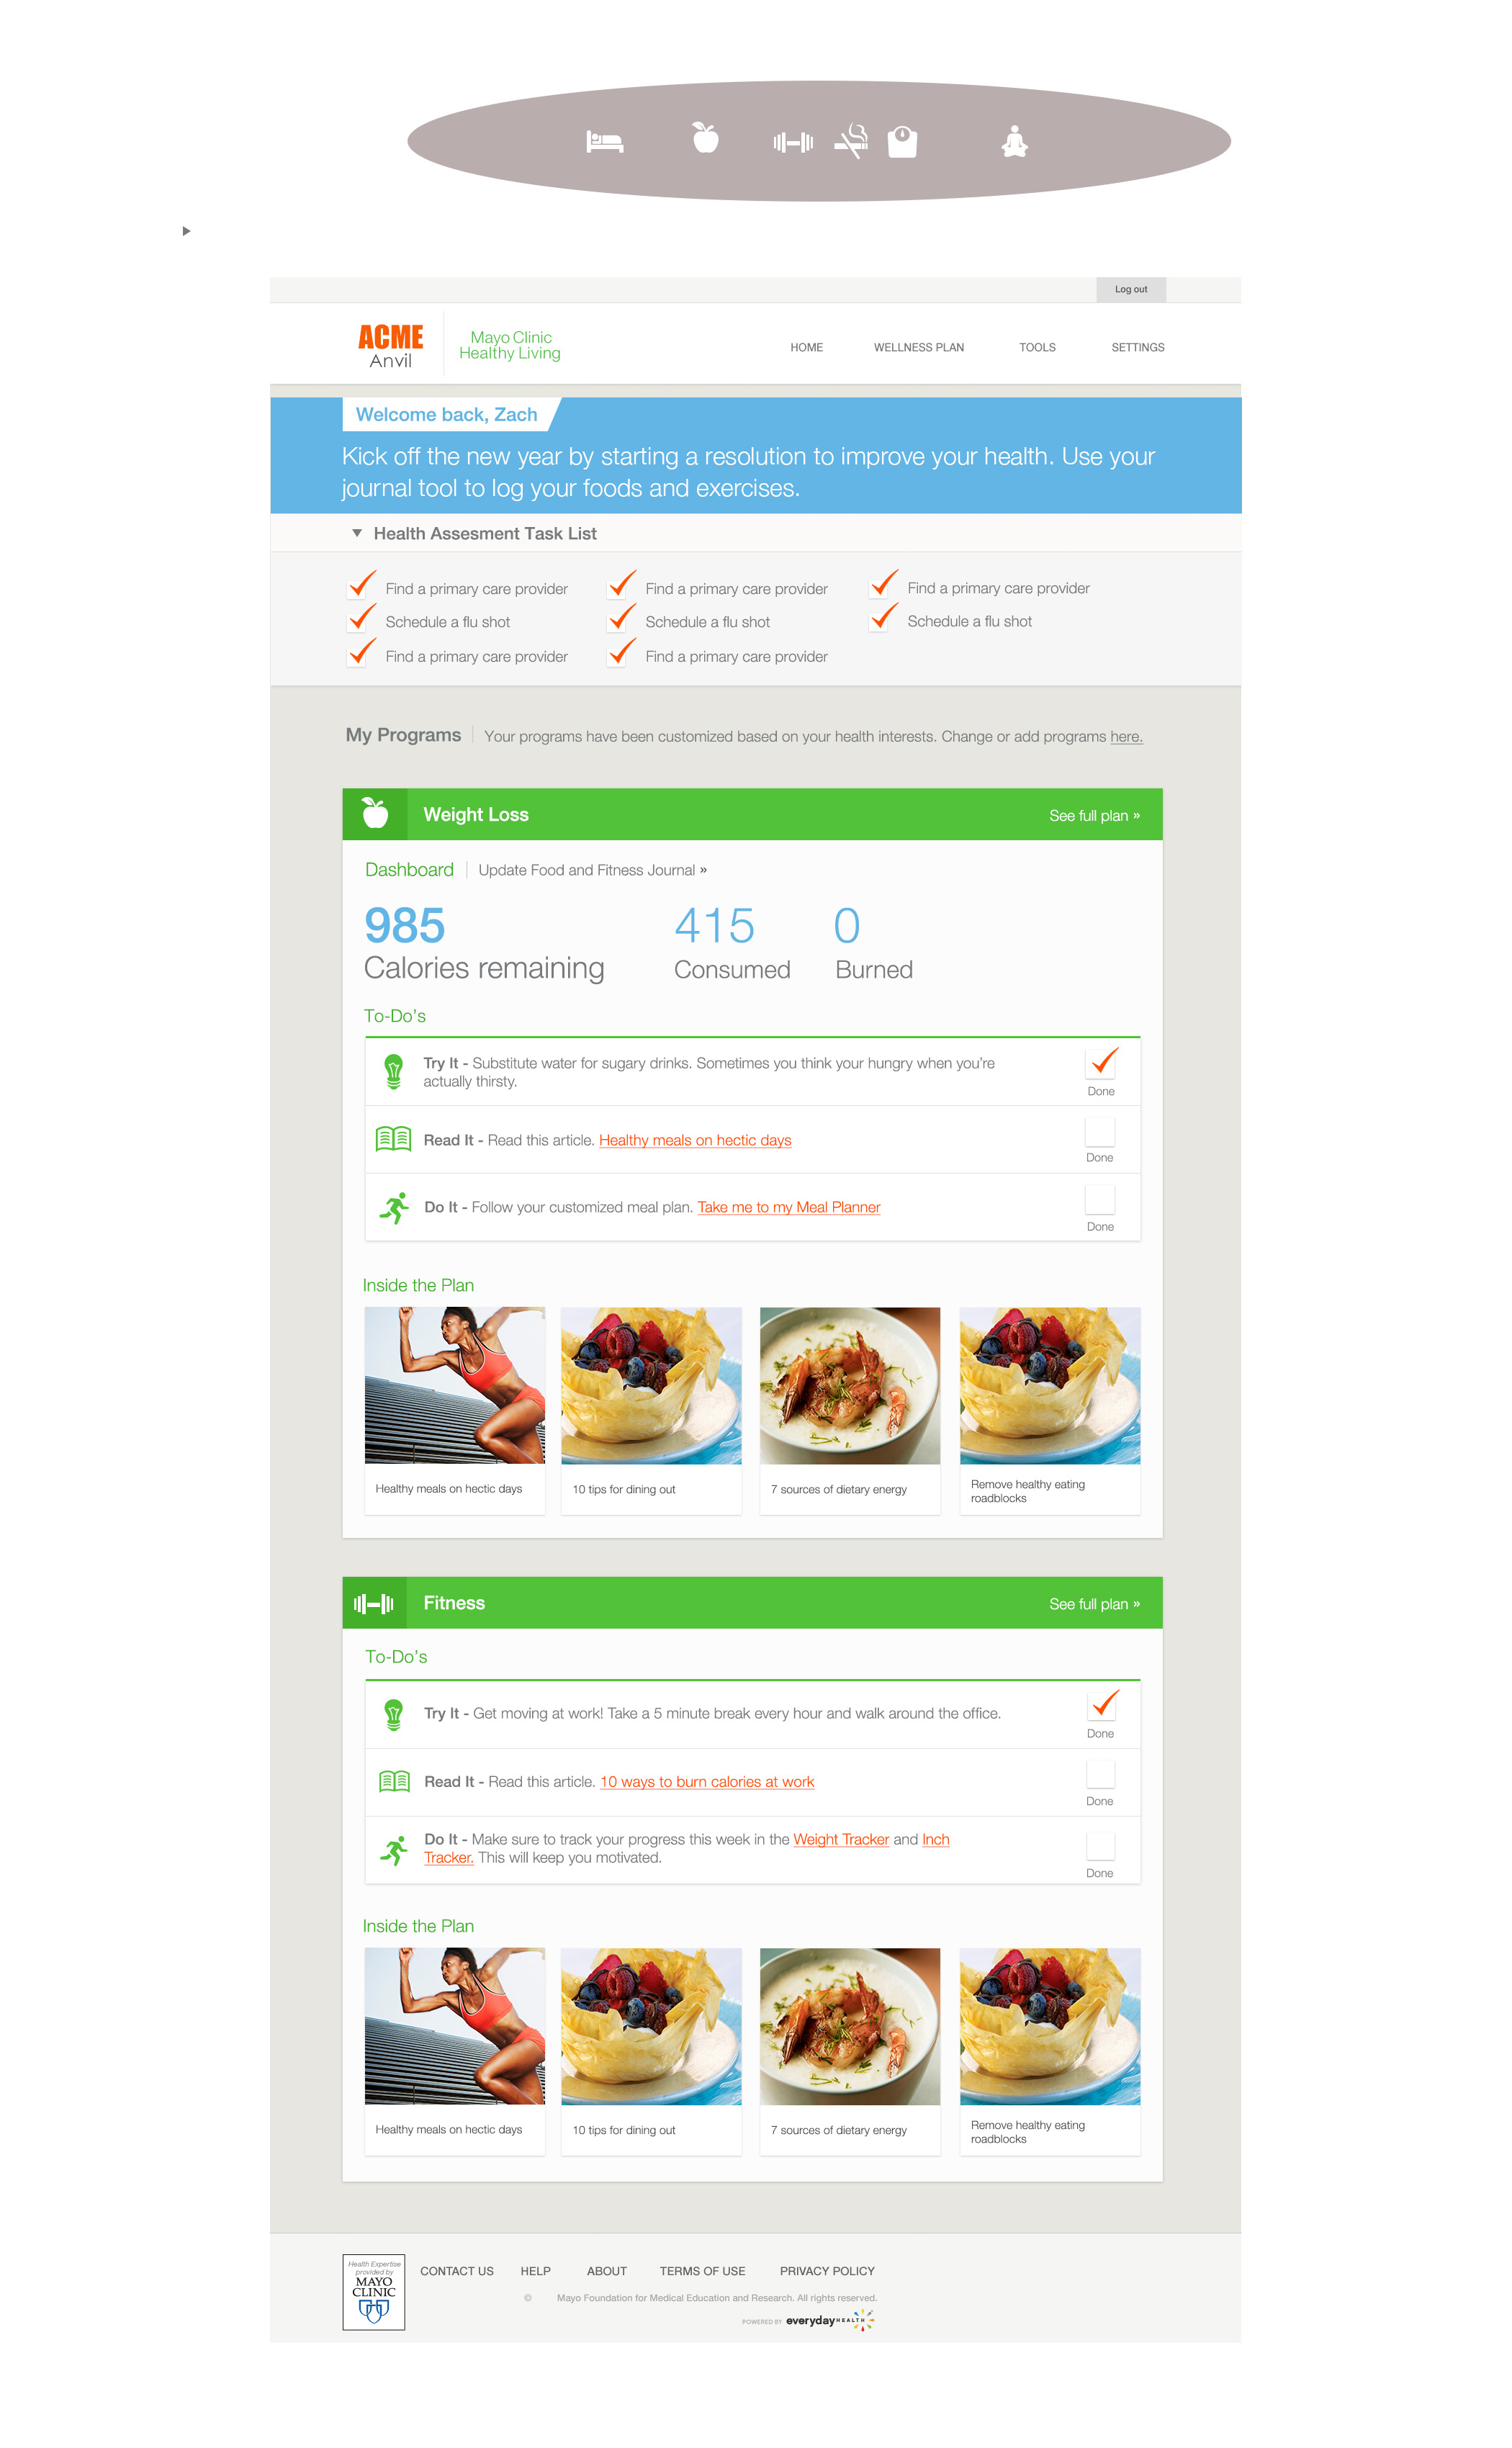 Log out
ACME
Anvil
Mayo Clinic
Healthy Living
HOME
WELLNESS PLAN
TOOLS
SETTINGS
Welcome back, Zach
Kick off the new year by starting a resolution to improve your health. Use your
journal tool to log your foods and exercises.
Health Assesment Task List
Find a primary care provider
Find a primary care provider
Find a primary care provider
Schedule a flu shot
Schedule a flu shot
Schedule a flu shot
Find a primary care provider
Find a primary care provider
My Programs
Your programs have been customized based on your health interests. Change or add programs here.
Weight Loss
See full plan »
Dashboard
Update Food and Fitness Journal »
985
415
0
Calories remaining
Consumed
Burned
To-Do's
Try It - Substitute water for sugary drinks. Sometimes you think your hungry when you're
actually thirsty.
Done
Read It - Read this article. Healthy meals on hectic days
Done
Do It - Follow your customized meal plan. Take me to my Meal Planner
Done
Inside the Plan
Healthy meals on hectic days
10 tips for dining out
7 sources of dietary energy
Remove healthy eating
roadblocks
Fitness
See full plan »
To-Do's
Try It - Get moving at work! Take a 5 minute break every hour and walk around the office.
Done
Read It - Read this article. 10 ways to burn calories at work
Done
Do It - Make sure to track your progress this week in the Weight Tracker and Inch
Tracker. This will keep you motivated.
Done
Inside the Plan
Healthy meals on hectic days
10 tips for dining out
7 sources of dietary energy
Remove healthy eating
roadblocks
Health Expertise
provided by
MAYO
CLINIC
CONTACT US
HELP
ABOUT
TERMS OF USE
PRIVACY POLICY
© Mayo Foundation for Medical Education and Research. All rights reserved.
POWERED BY everyday HEALTH